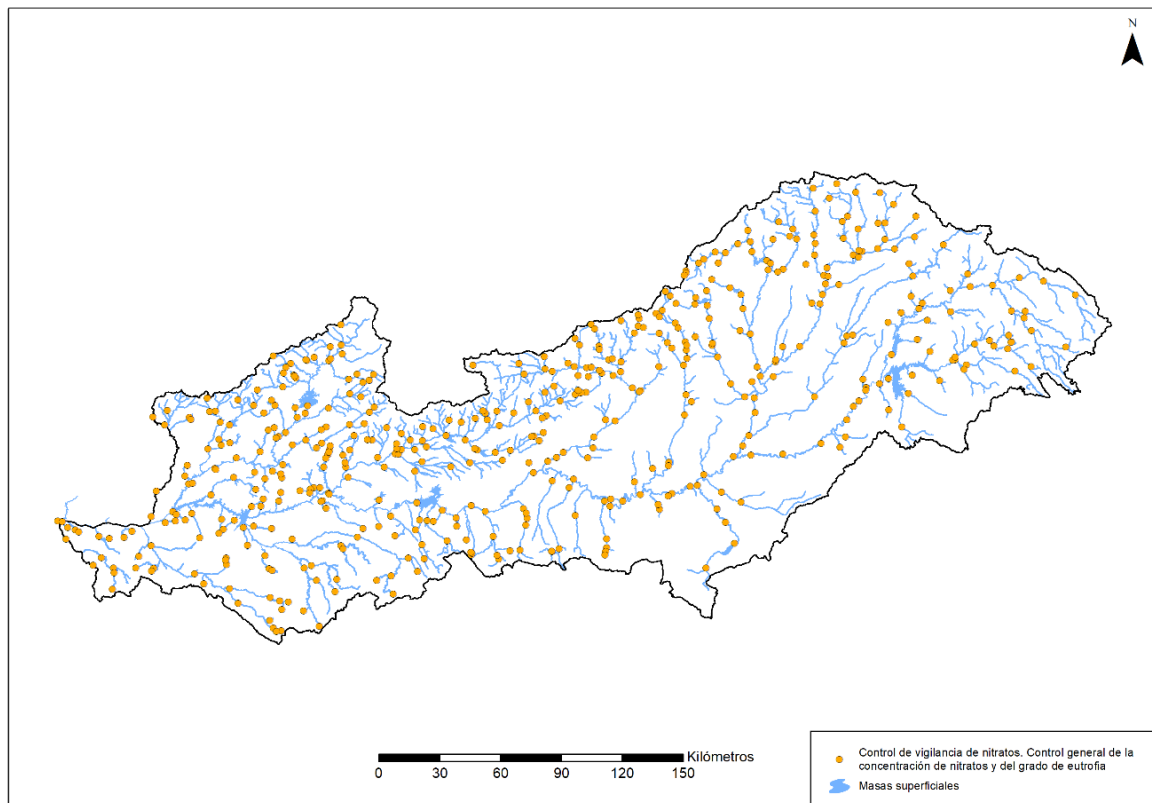 N
Kilómetros
0 30 60 90 120 150
Control de vigilancia de nitratos. Control general de la
concentración de nitratos y del grado de eutrofia
Masas superficiales